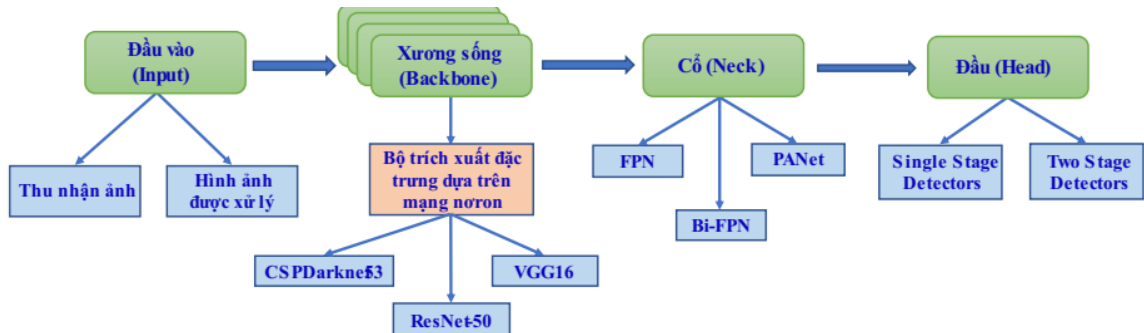 Đầu vào
(Input)
Xương sống
(Backbone)
Cổ (Neck)
Đầu (Head)
Thu nhận ảnh
Hình ảnh
được xử lý
Bộ trích xuất đặc
trưng dựa trên
mạng nơron
FPN
PANet
Bi-FPN
Single Stage
Detectors
Two Stage
Detectors
CSPDarknet53
VGG16
ResNet-50